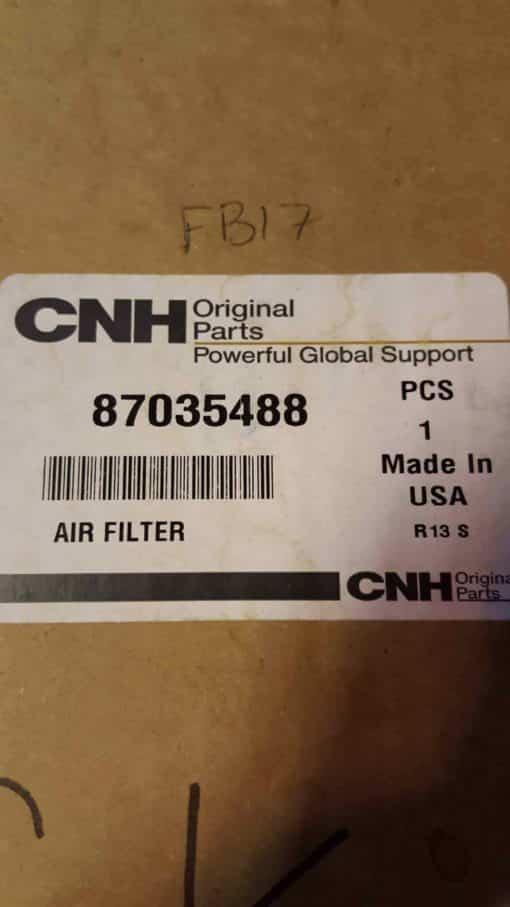 FB17
CNH Original
Parts
Powerful Global Support
87035488
PCS
1
Made In
USA
AIR FILTER
R13 S
CNH Original
Parts